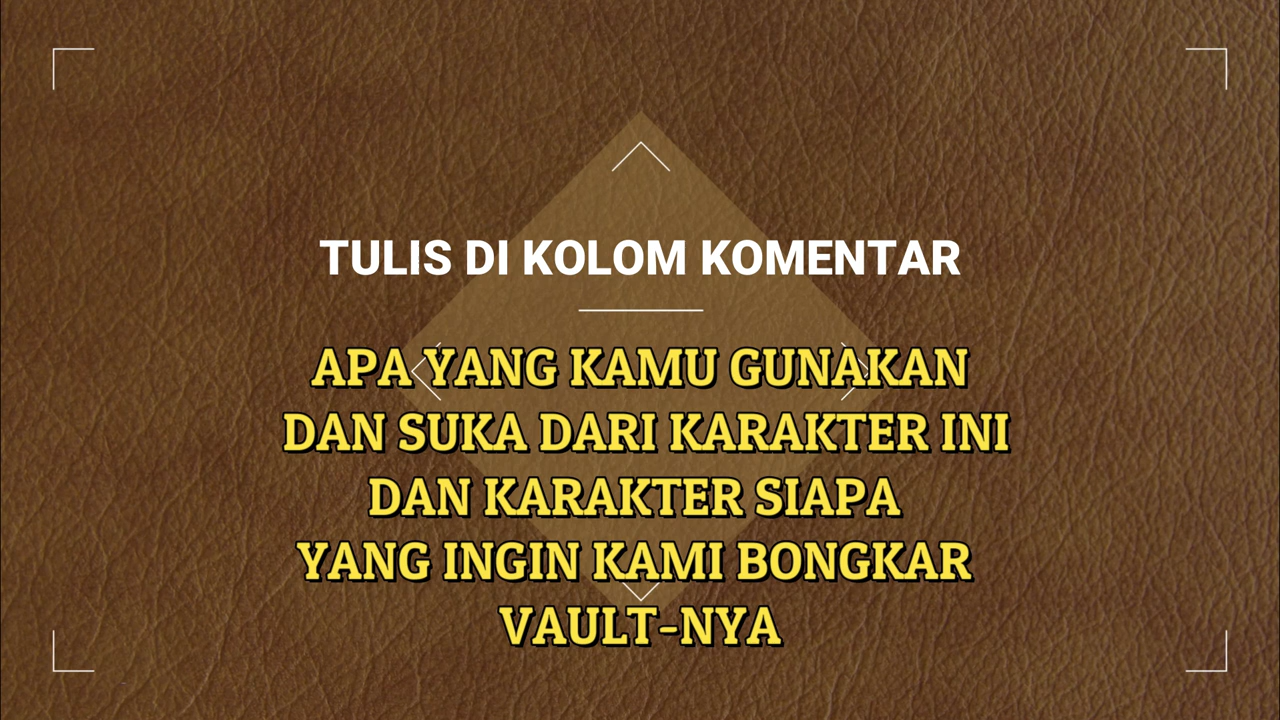 TULIS DI KOLOM KOMENTAR
APA YANG KAMU GUNAKAN
DAN SUKA DARI KARAKTER INI
DAN KARAKTER SIAPA
YANG INGIN KAMI BONGKAR
VAULT-NYA